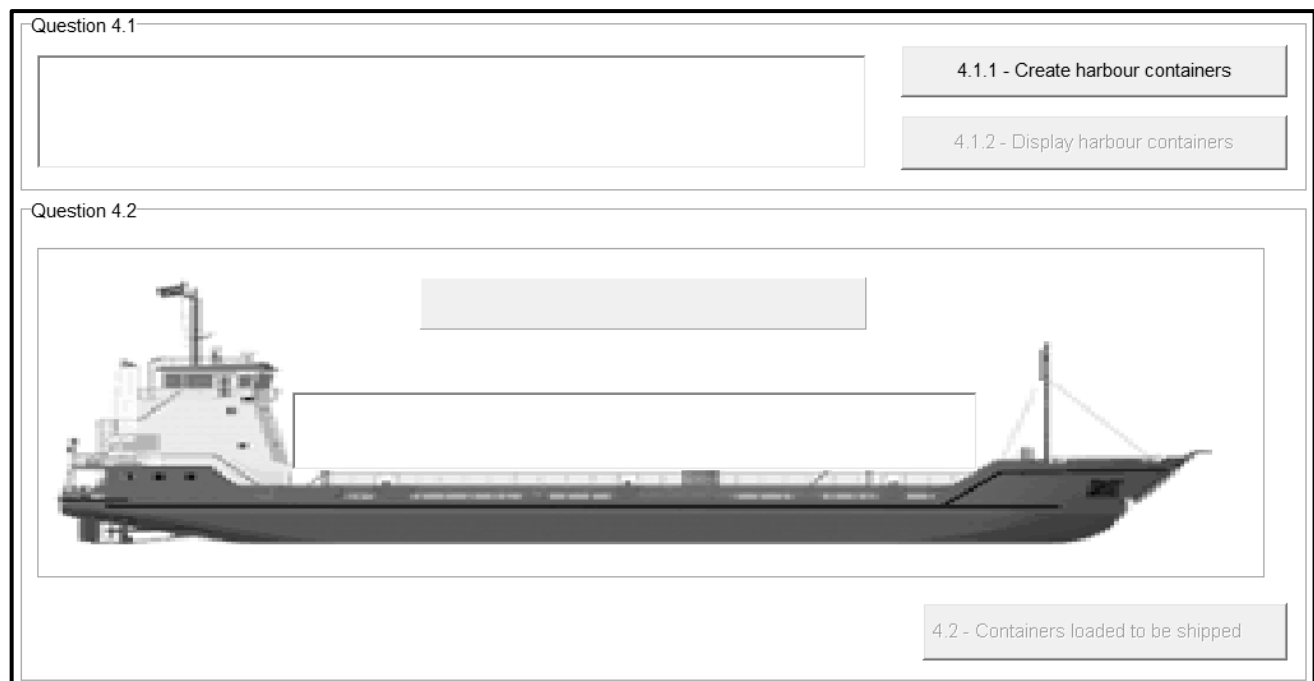 Question 4.1
4.1.1 - Create harbour containers
4.1.2 - Display harbour containers
Question 4.2
4.2 - Containers loaded to be shipped